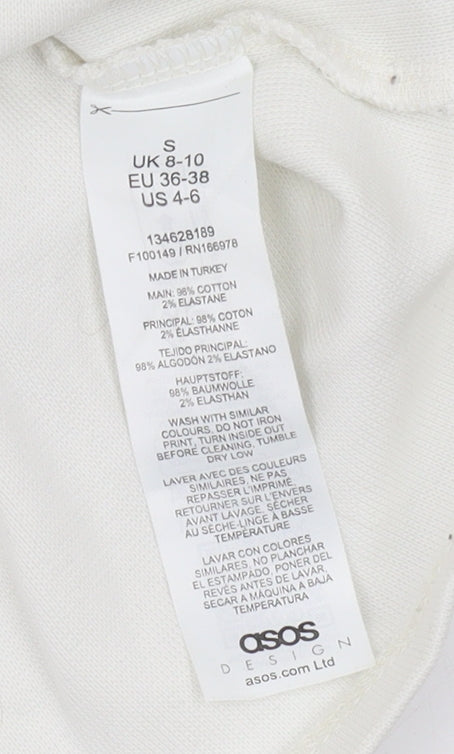 S
UK 8-10
EU 36-38
US 4-6
134628189
F100149 / RN166978
MADE IN TURKEY
MAIN: 98% COTTON
2% ELASTANE
PRINCIPAL: 98% COTON
2% ÉLASTHANNE
TEJIDO PRINCIPAL:
98% ALGODÓN 2% ELASTANO
HAUPTSTOFF:
98% BAUMWOLLE
2% ELASTHAN
WASH WITH SIMILAR
COLOURS, DO NOT IRON
PRINT, TURN INSIDE OUT
BEFORE CLEANING, TUMBLE
DRY LOW
LAVER AVEC DES COULEURS
SIMILAIRES, NE PAS
REPASSER L'IMPRIMÉ,
RETOURNER SUR L'ENVERS
AVANT LAVAGE, SÉCHER
AU SÈCHE-LINGE À BASSE
TEMPÉRATURE
LAVAR CON COLORES
SIMILARES, NO PLANCHAR
EL ESTAMPADO, PONER DEL
REVÉS ANTES DE LAVAR,
SECAR A MÁQUINA A BAJA
TEMPERATURA
asos
DESIGN
asos.com Ltd